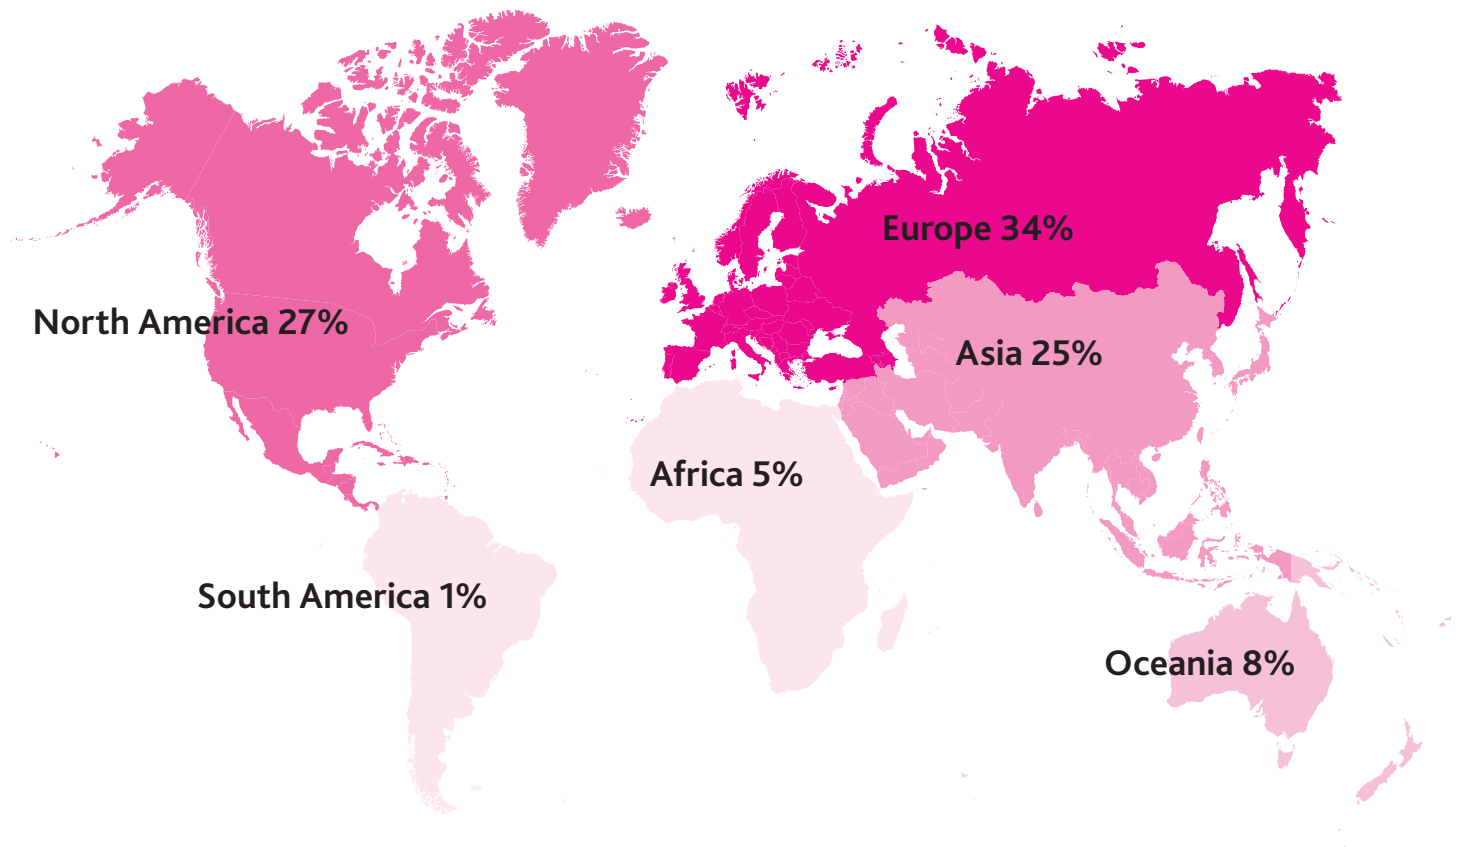 Europe 34%
North America 27%
Asia 25%
Africa 5%
South America 1%
Oceania 8%